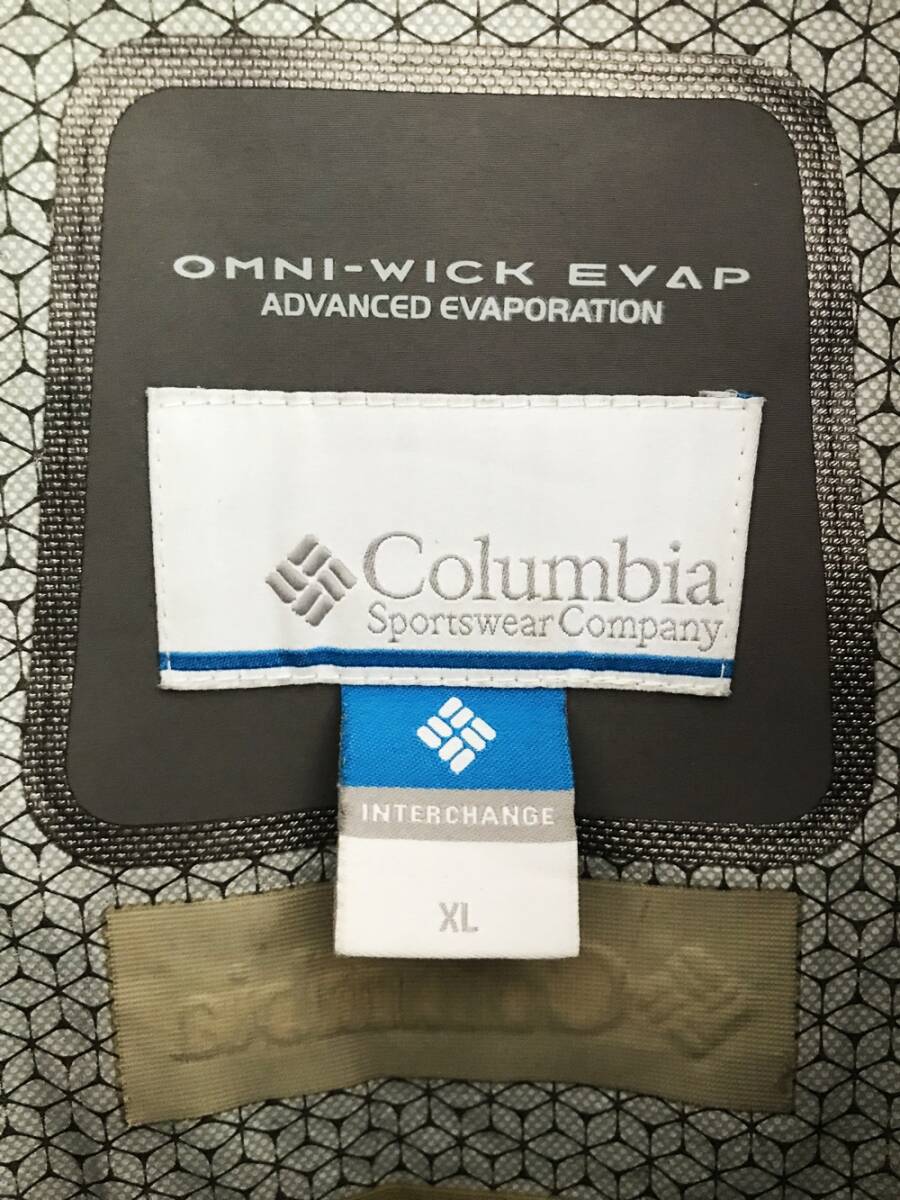 OMNI-WICK EVAP
ADVANCED EVAPORATION
Columbia
Sportswear Company
INTERCHANGE
XL